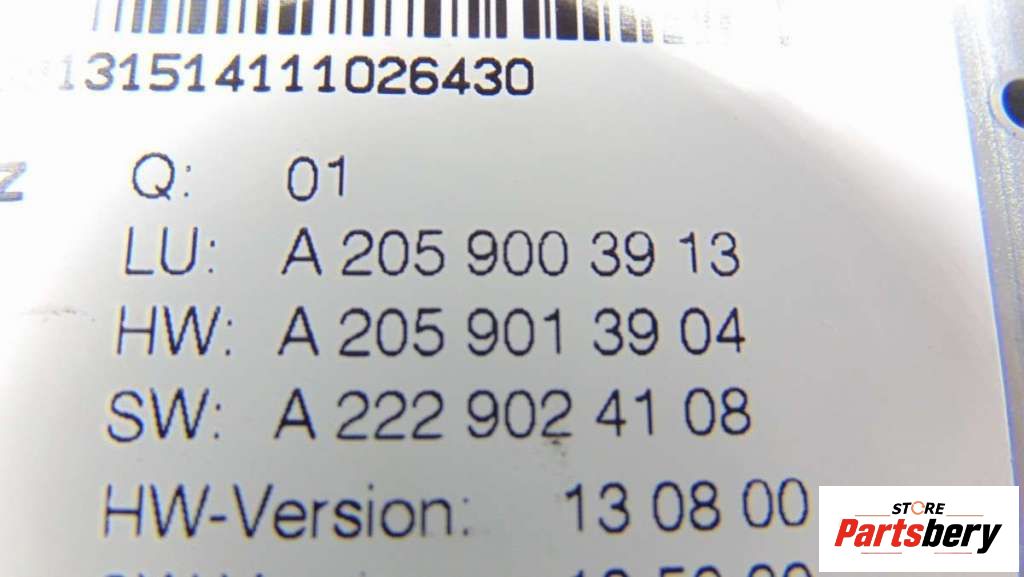 131514111026430
Q: 01
LU: A 205 900 39 13
HW: A 205 901 39 04
SW: A 222 902 41 08
HW-Version: 13 08 00
STORE
Partsbery